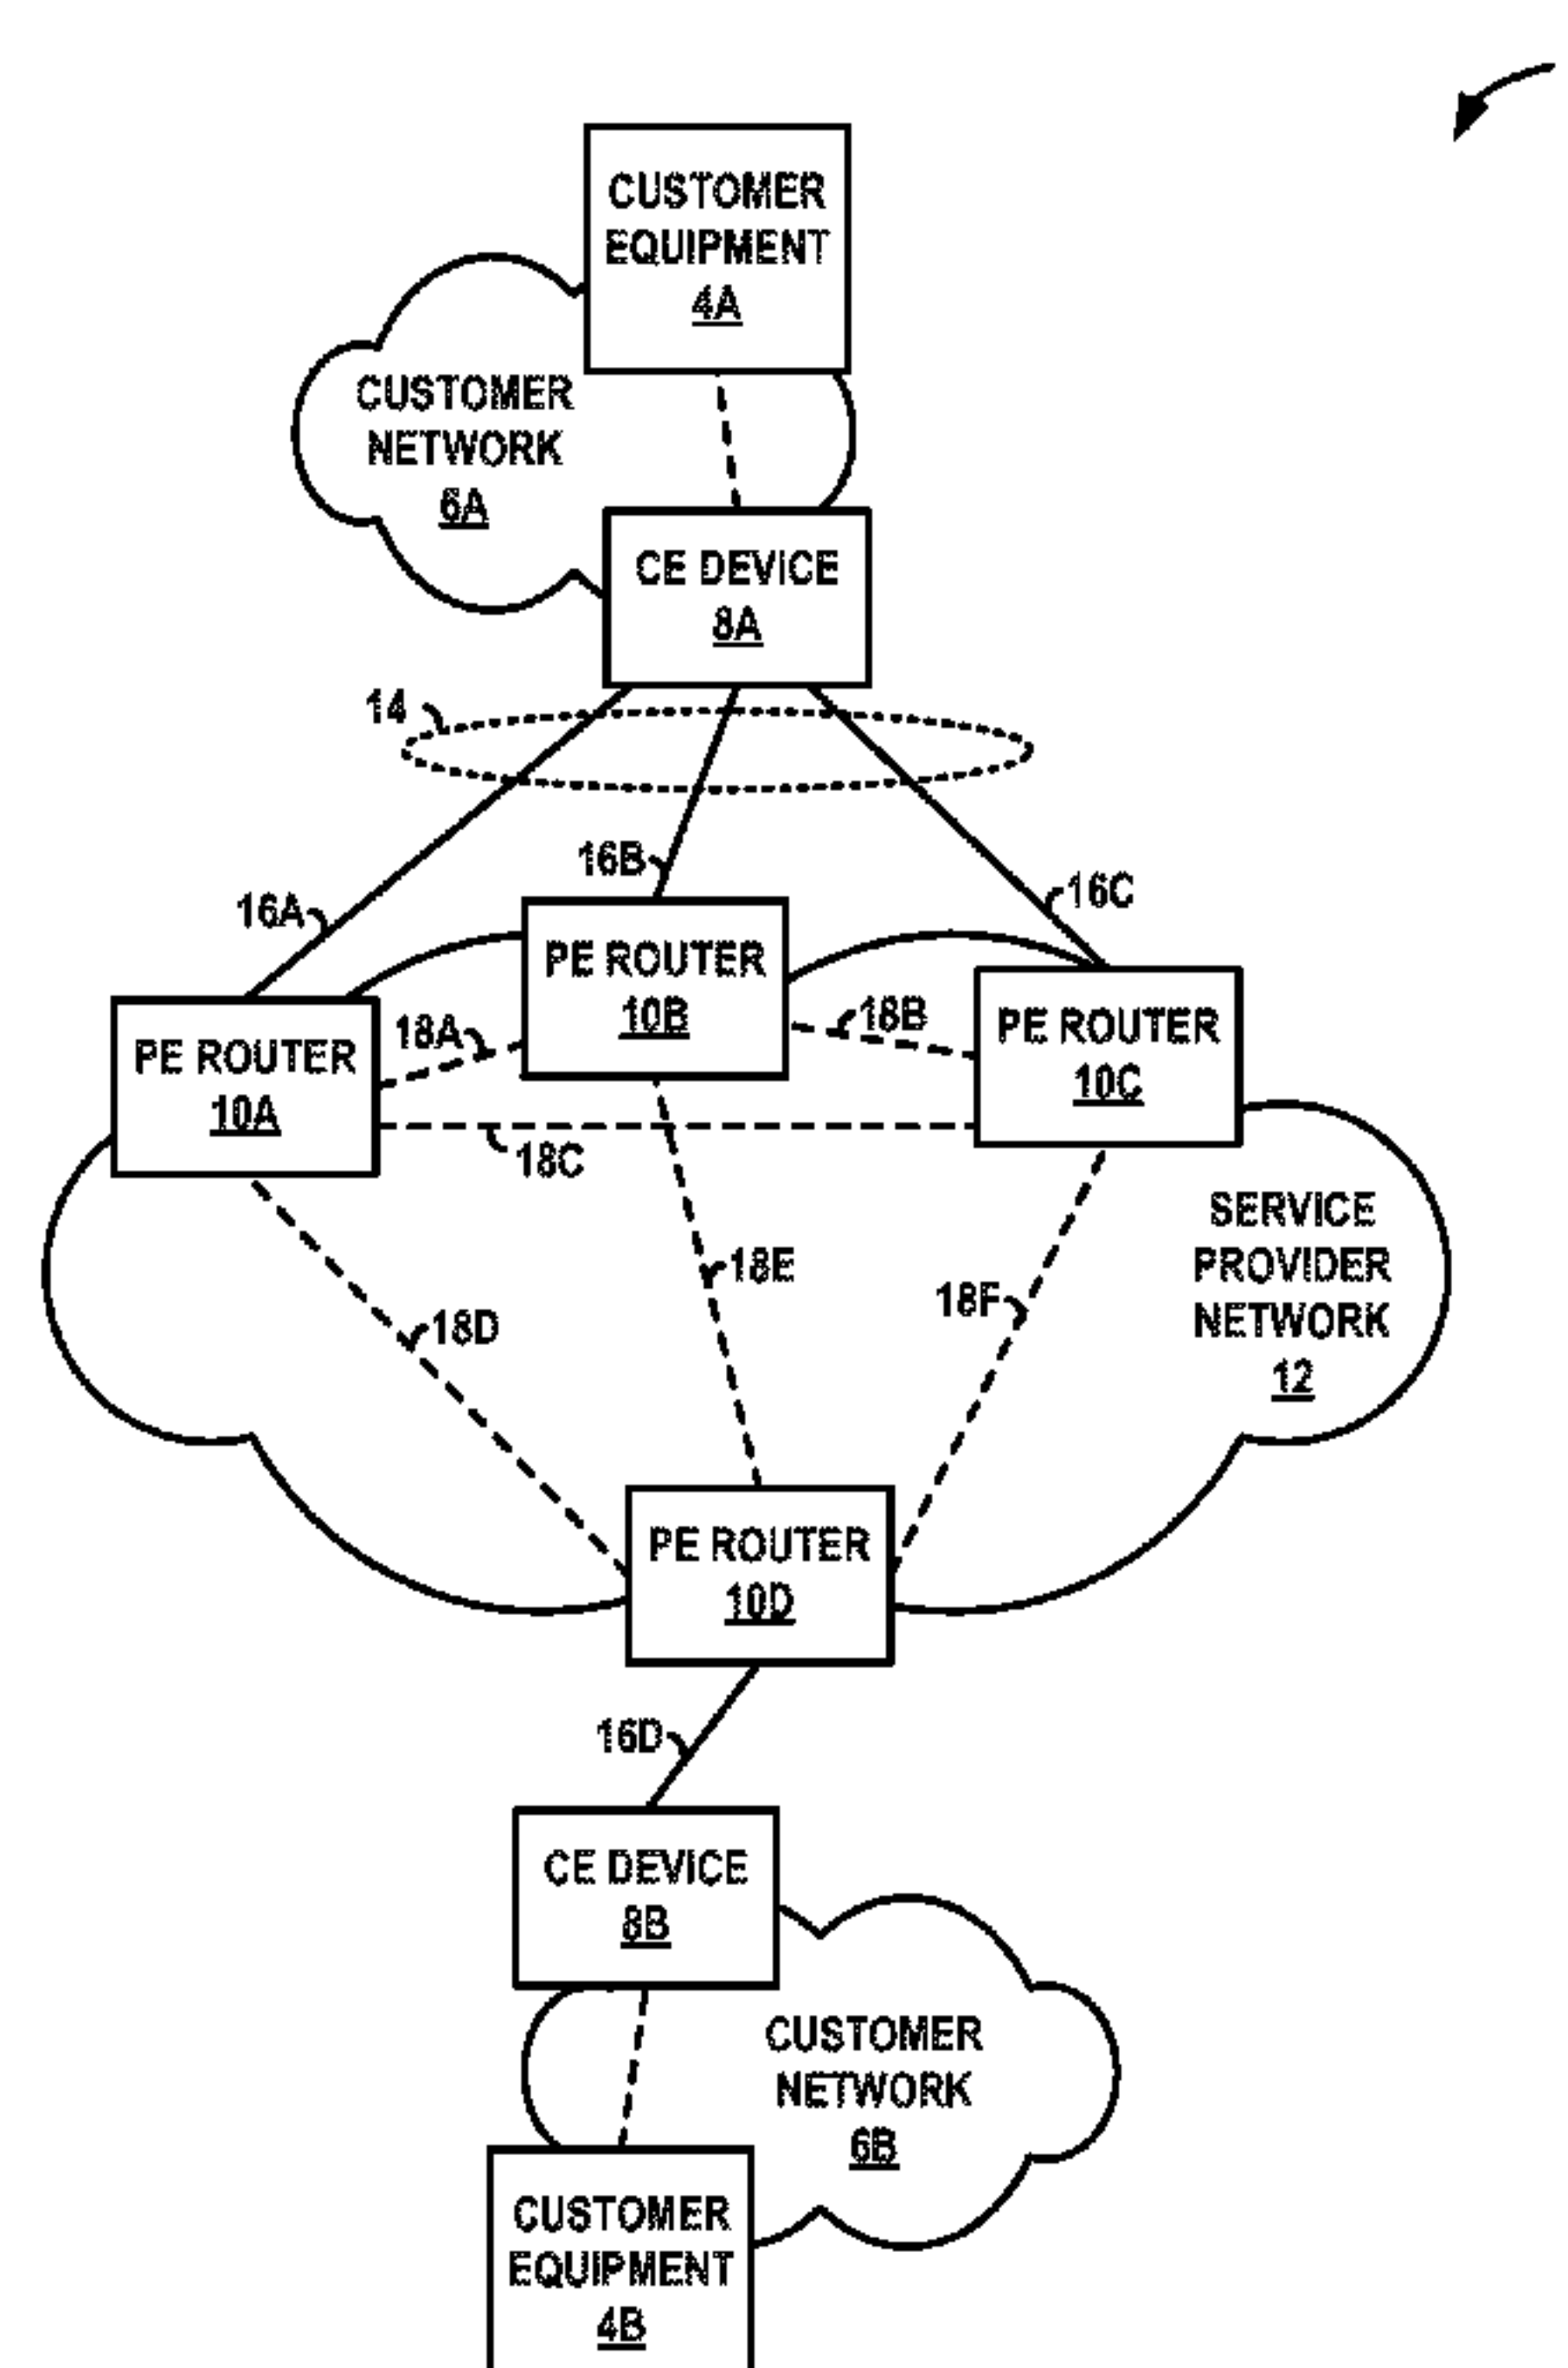 CUSTOMER
EQUIPMENT
4A
CUSTOMER
NETWORK
6A
CE DEVICE
8A
14
16A
16B
16C
PE ROUTER
10A
PE ROUTER
10B
PE ROUTER
10C
18A
18B
18C
18D
18E
18F
SERVICE
PROVIDER
NETWORK
12
PE ROUTER
10D
16D
CE DEVICE
8B
CUSTOMER
NETWORK
6B
CUSTOMER
EQUIPMENT
4B